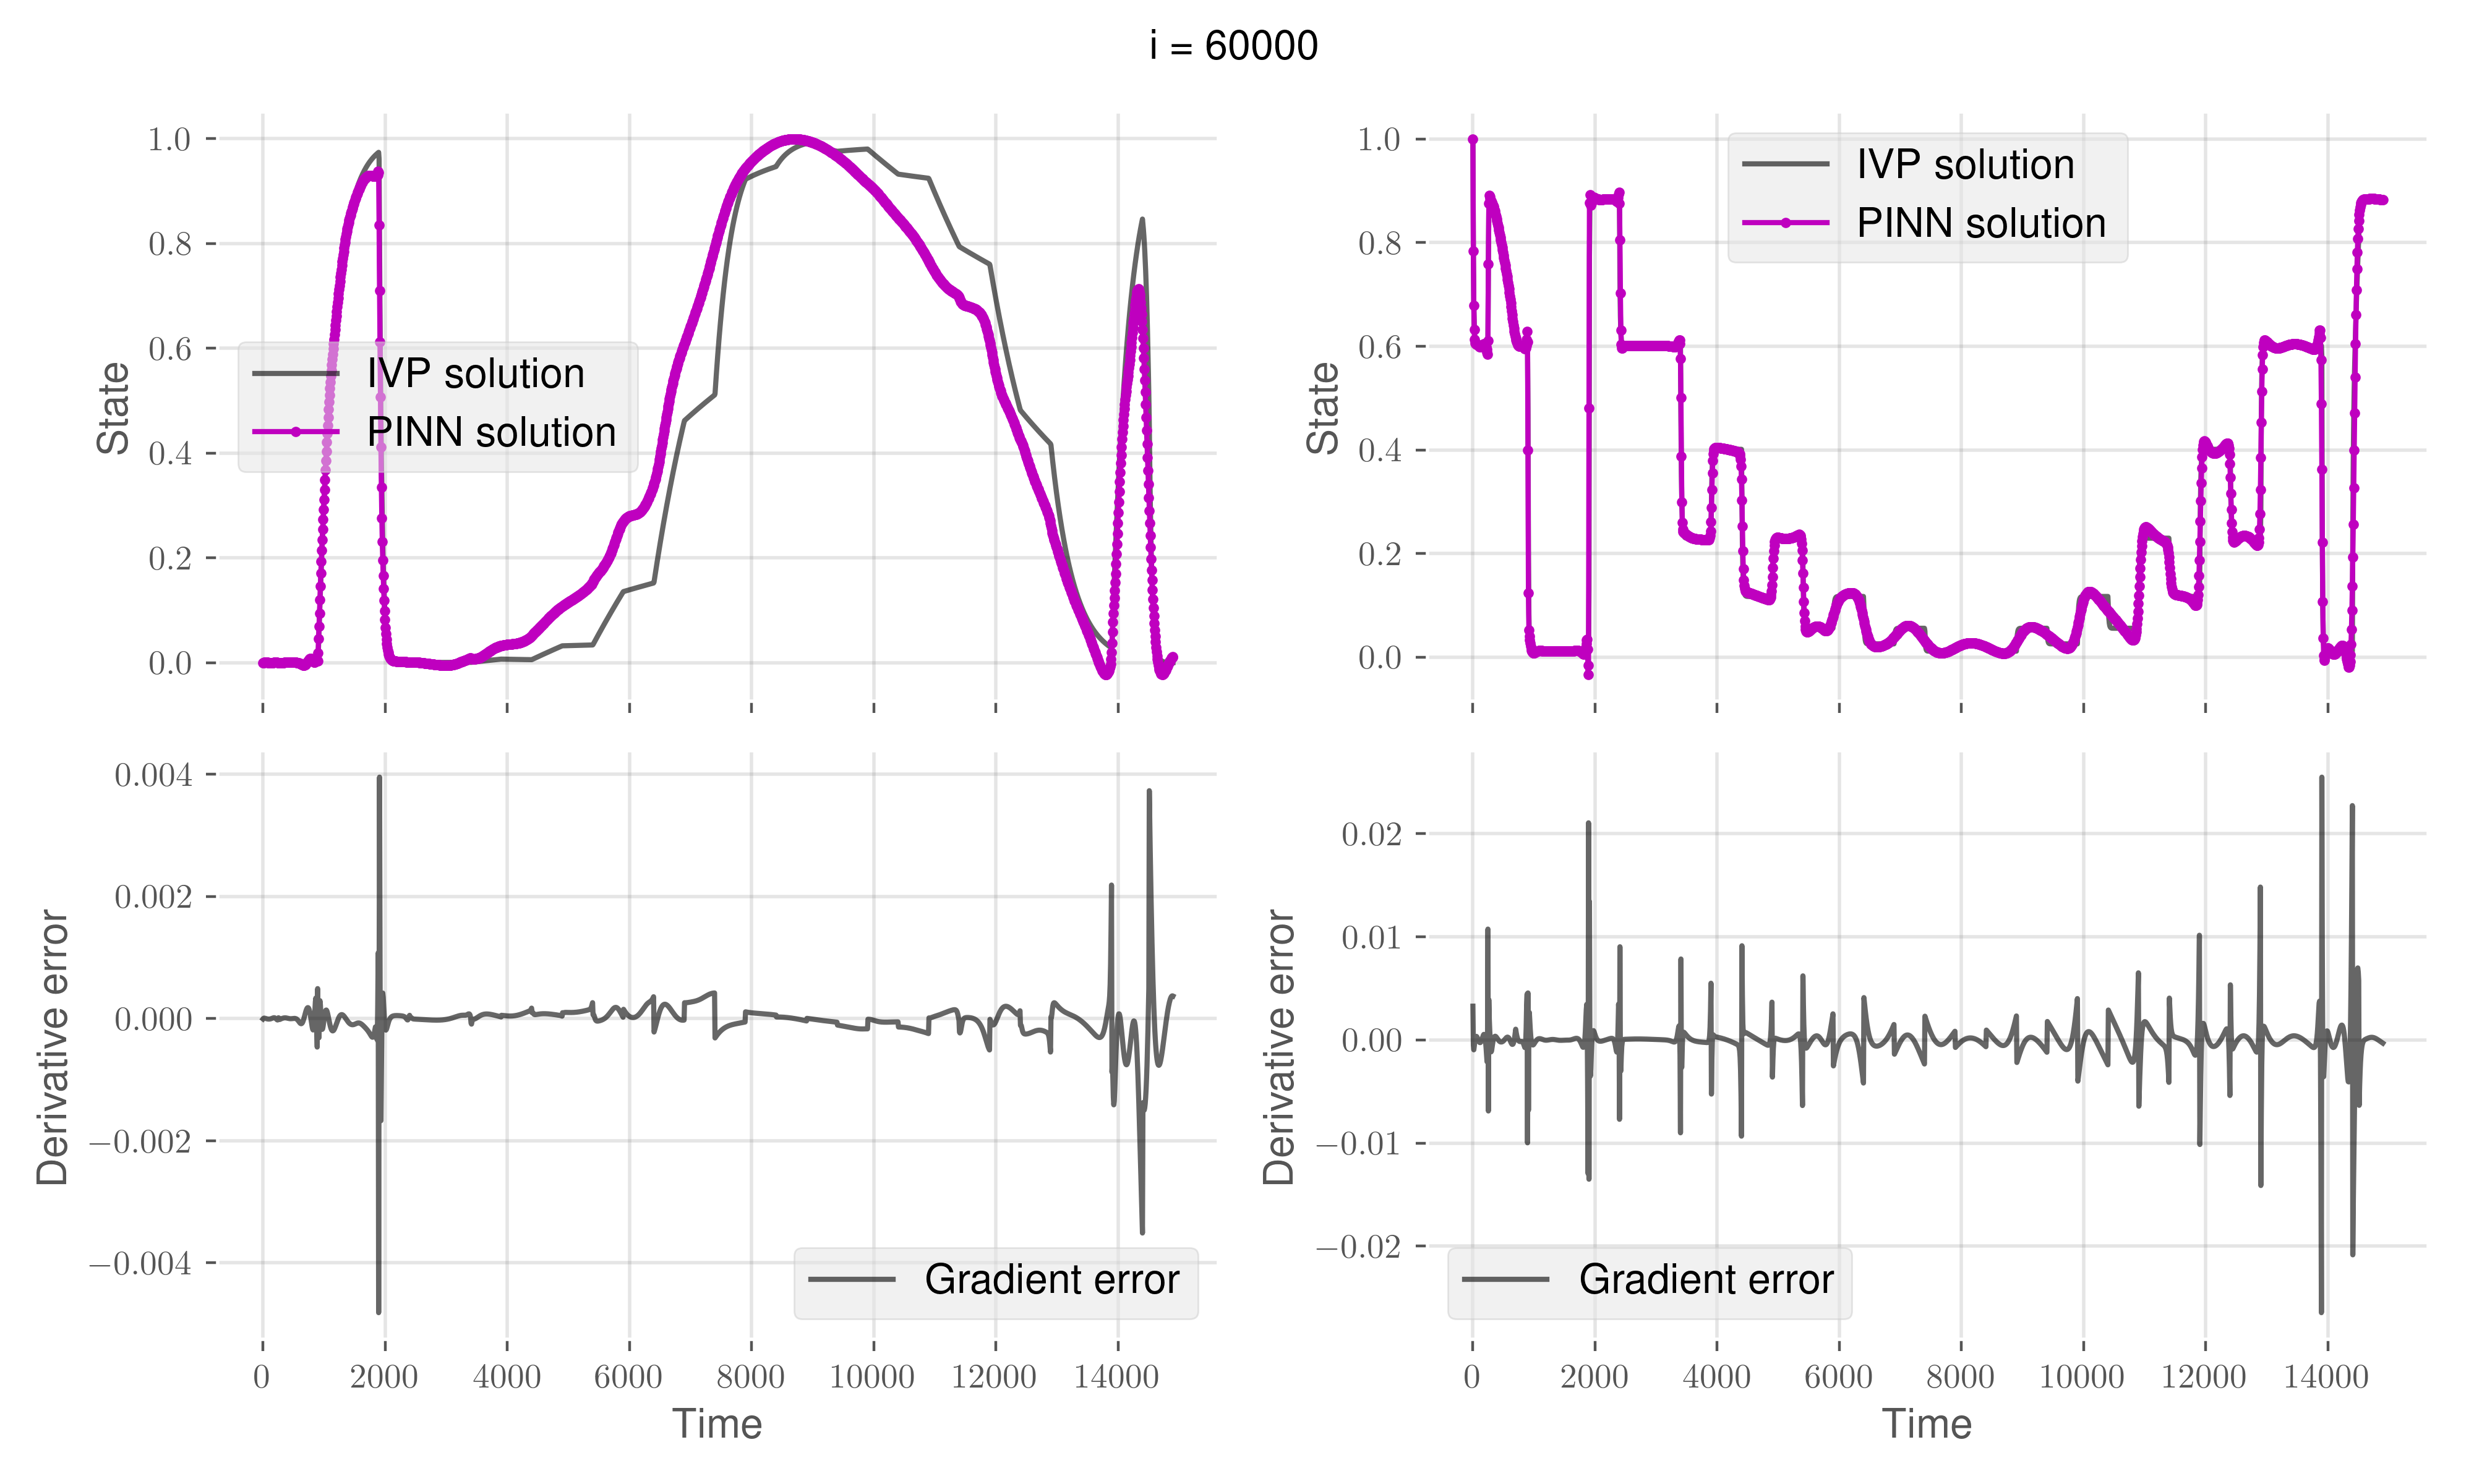 i = 60000
1.0
0.8
0.6
0.4
0.2
0.0
State
IVP solution
PINN solution
1.0
0.8
0.6
0.4
0.2
0.0
State
IVP solution
PINN solution
0.004
0.002
0.000
−0.002
−0.004
Derivative error
Gradient error
0 2000 4000 6000 8000 10000 12000 14000
Time
0.02
0.01
0.00
−0.01
−0.02
Derivative error
Gradient error
0 2000 4000 6000 8000 10000 12000 14000
Time